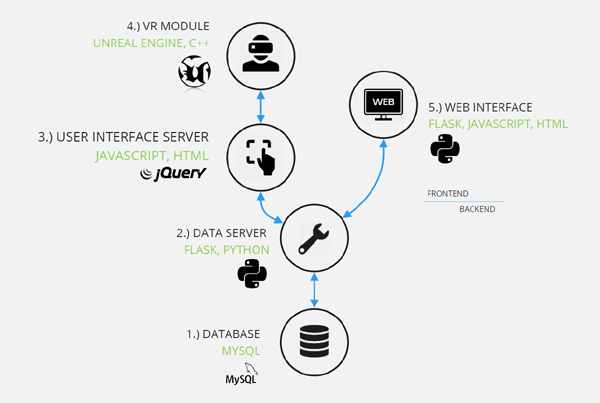 4.) VR MODULE
UNREAL ENGINE, C++
WEB
5.) WEB INTERFACE
FLASK, JAVASCRIPT, HTML
3.) USER INTERFACE SERVER
JAVASCRIPT, HTML
jQuery
FRONTEND
BACKEND
2.) DATA SERVER
FLASK, PYTHON
1.) DATABASE
MYSQL
MySQL